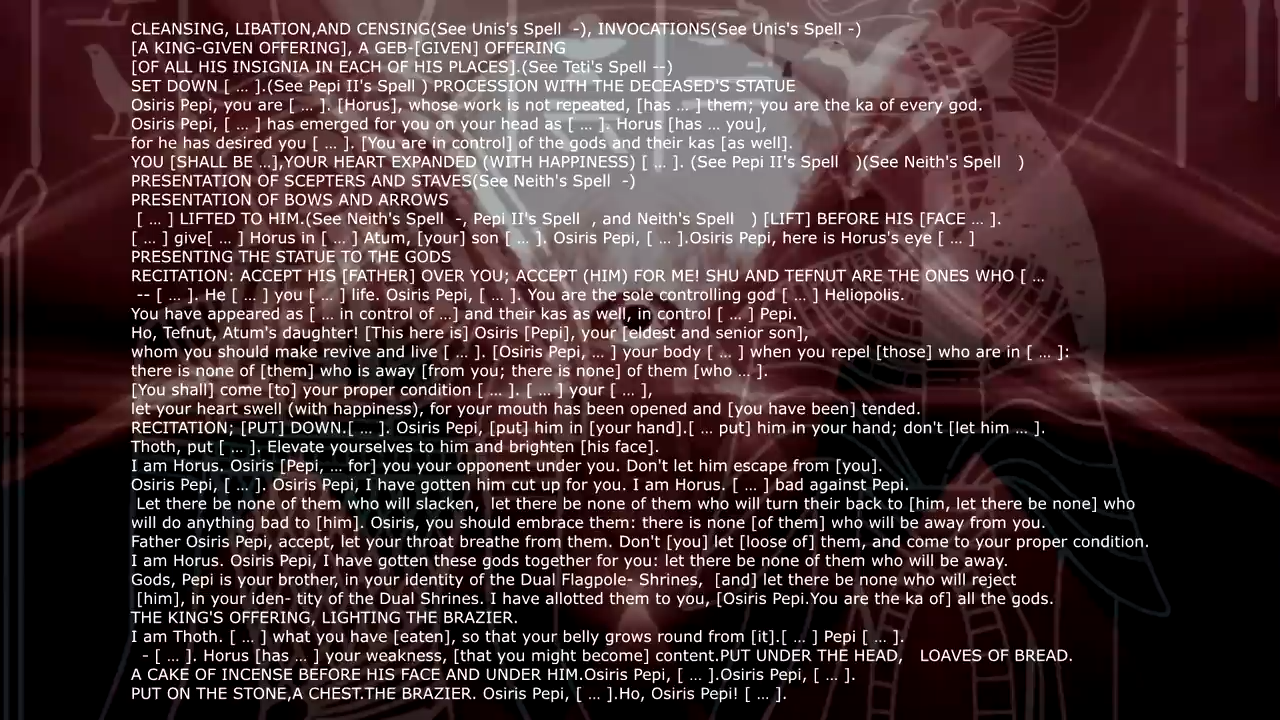 CLEANSING, LIBATION,AND CENSING(See Unis's Spell  -), INVOCATIONS(See Unis's Spell -)
[A KING-GIVEN OFFERING], A GEB-[GIVEN] OFFERING
[OF ALL HIS INSIGNIA IN EACH OF HIS PLACES].(See Teti's Spell --)
SET DOWN [ … ].(See Pepi II's Spell ) PROCESSION WITH THE DECEASED'S STATUE
Osiris Pepi, you are [ … ]. [Horus], whose work is not repeated, [has … ] them; you are the ka of every god.
Osiris Pepi, [ … ] has emerged for you on your head as [ … ]. Horus [has … you],
for he has desired you [ … ]. [You are in control] of the gods and their kas [as well].
YOU [SHALL BE …],YOUR HEART EXPANDED (WITH HAPPINESS) [ … ]. (See Pepi II's Spell   )(See Neith's Spell   )
PRESENTATION OF SCEPTERS AND STAVES(See Neith's Spell  -)
PRESENTATION OF BOWS AND ARROWS
[ … ] LIFTED TO HIM.(See Neith's Spell  -, Pepi II's Spell  , and Neith's Spell   ) [LIFT] BEFORE HIS [FACE … ].
[ … ] give[ … ] Horus in [ … ] Atum, [your] son [ … ]. Osiris Pepi, [ … ].Osiris Pepi, here is Horus's eye [ … ]
PRESENTING THE STATUE TO THE GODS
RECITATION: ACCEPT HIS [FATHER] OVER YOU; ACCEPT (HIM) FOR ME! SHU AND TEFNUT ARE THE ONES WHO [ …
-- [ … ]. He [ … ] you [ … ] life. Osiris Pepi, [ … ]. You are the sole controlling god [ … ] Heliopolis.
You have appeared as [ … in control of …] and their kas as well, in control [ … ] Pepi.
Ho, Tefnut, Atum's daughter! [This here is] Osiris [Pepi], your [eldest and senior son],
whom you should make revive and live [ … ]. [Osiris Pepi, … ] your body [ … ] when you repel [those] who are in [ … ]:
there is none of [them] who is away [from you; there is none] of them [who … ].
[You shall] come [to] your proper condition [ … ]. [ … ] your [ … ],
let your heart swell (with happiness), for your mouth has been opened and [you have been] tended.
RECITATION; [PUT] DOWN.[ … ]. Osiris Pepi, [put] him in [your hand].[ … put] him in your hand; don't [let him … ].
Thoth, put [ … ]. Elevate yourselves to him and brighten [his face].
I am Horus. Osiris [Pepi, … for] you your opponent under you. Don't let him escape from [you].
Osiris Pepi, [ … ]. Osiris Pepi, I have gotten him cut up for you. I am Horus. [ … ] bad against Pepi.
Let there be none of them who will slacken,  let there be none of them who will turn their back to [him, let there be none] who
will do anything bad to [him]. Osiris, you should embrace them: there is none [of them] who will be away from you.
Father Osiris Pepi, accept, let your throat breathe from them. Don't [you] let [loose of] them, and come to your proper condition.
I am Horus. Osiris Pepi, I have gotten these gods together for you: let there be none of them who will be away.
Gods, Pepi is your brother, in your identity of the Dual Flagpole- Shrines,  [and] let there be none who will reject
[him], in your iden- tity of the Dual Shrines. I have allotted them to you, [Osiris Pepi.You are the ka of] all the gods.
THE KING'S OFFERING, LIGHTING THE BRAZIER.
I am Thoth. [ … ] what you have [eaten], so that your belly grows round from [it].[ … ] Pepi [ … ].
- [ … ]. Horus [has … ] your weakness, [that you might become] content.PUT UNDER THE HEAD,   LOAVES OF BREAD.
A CAKE OF INCENSE BEFORE HIS FACE AND UNDER HIM.Osiris Pepi, [ … ].Osiris Pepi, [ … ].
PUT ON THE STONE,A CHEST.THE BRAZIER. Osiris Pepi, [ … ].Ho, Osiris Pepi! [ … ].